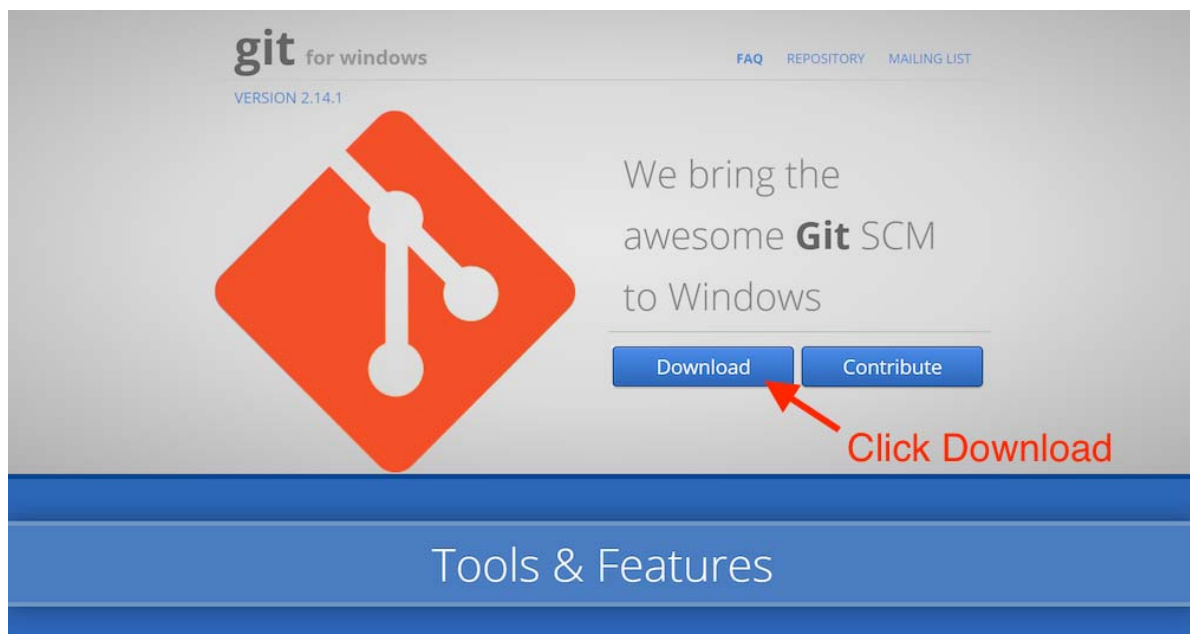 git for windows
FAQ REPOSITORY MAILING LIST
VERSION 2.14.1
We bring the
awesome Git SCM
to Windows
Download Contribute
Click Download
Tools & Features